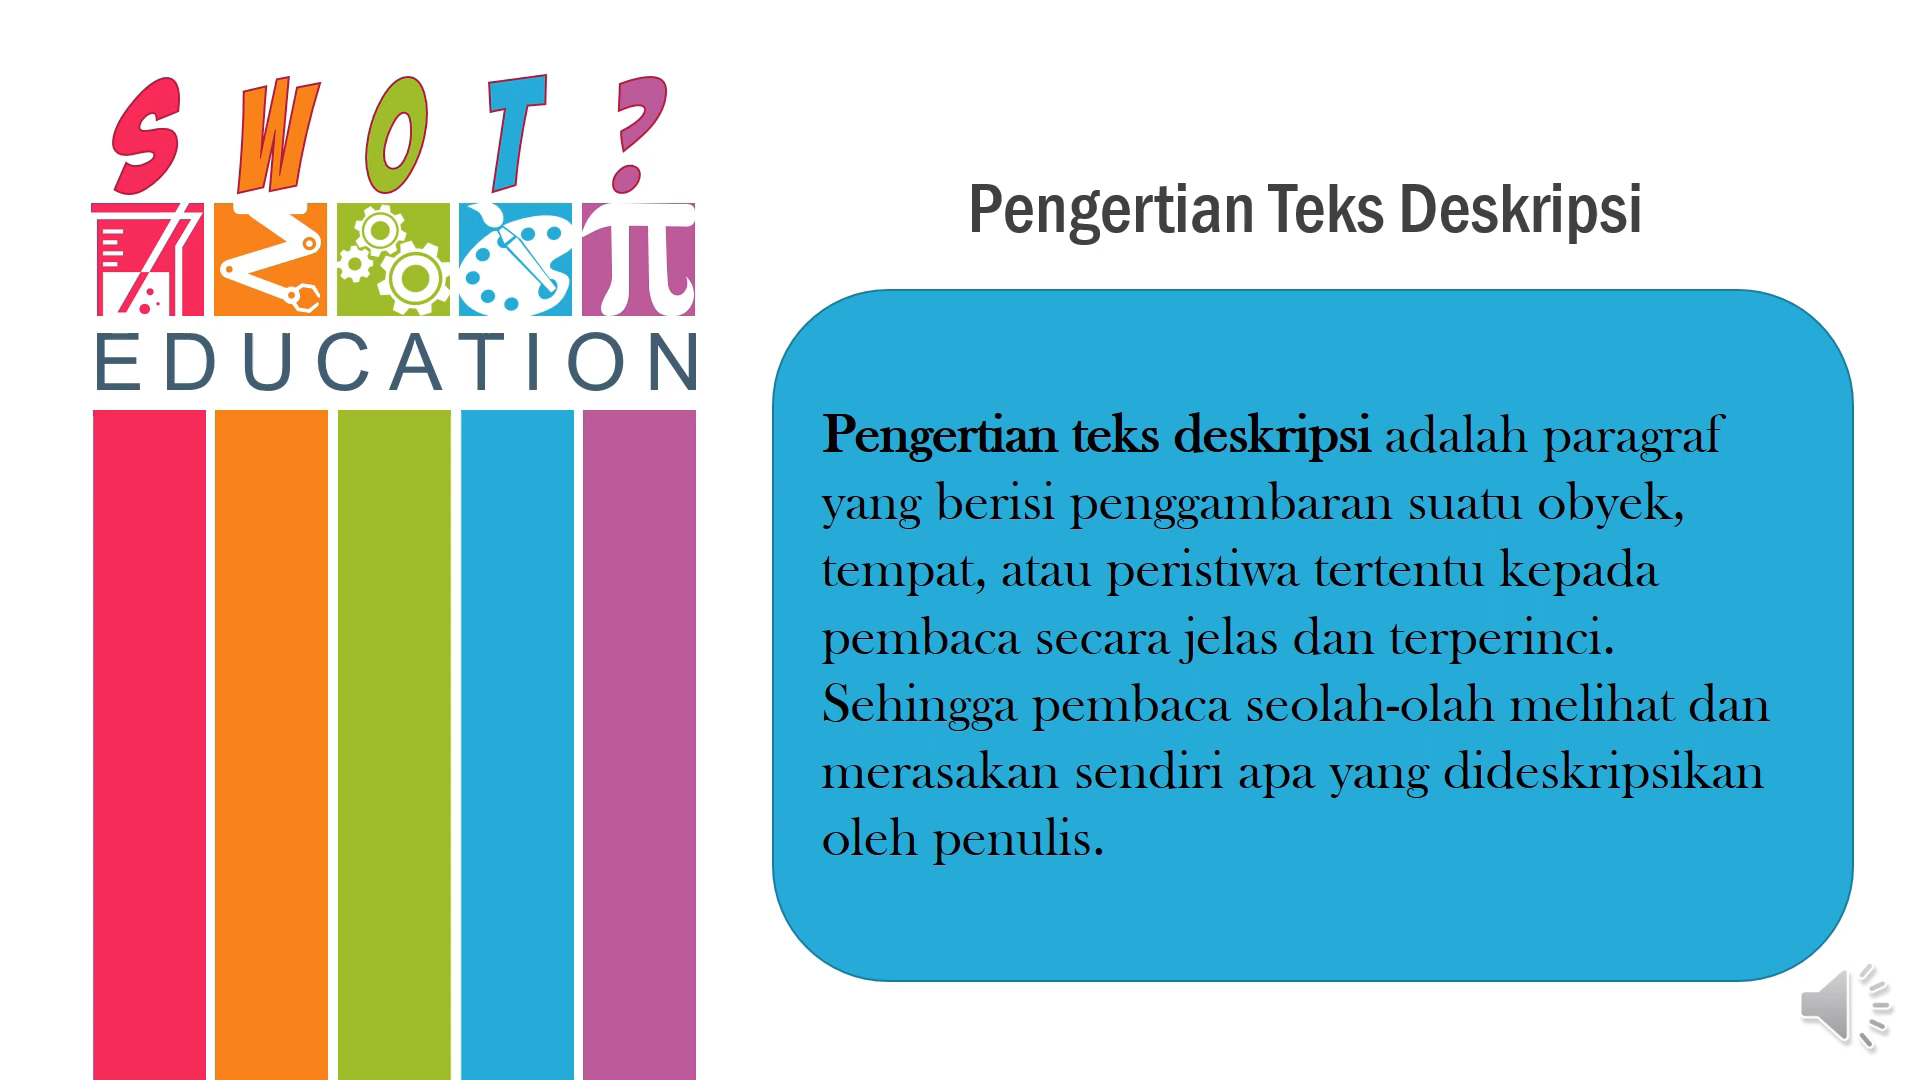 SWOT?
EDUCATION
Pengertian Teks Deskripsi
Pengertian teks deskripsi adalah paragraf
yang berisi penggambaran suatu obyek,
tempat, atau peristiwa tertentu kepada
pembaca secara jelas dan terperinci.
Sehingga pembaca seolah-olah melihat dan
merasakan sendiri apa yang dideskripsikan
oleh penulis.